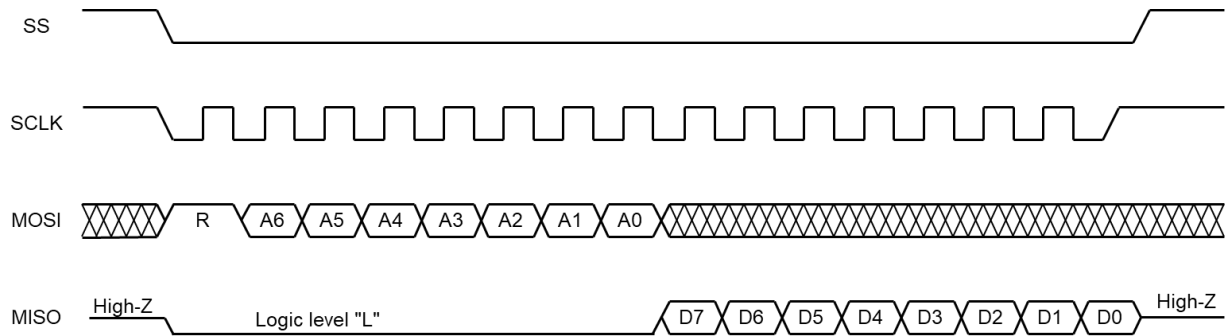 SS
SCLK
MOSI R A6 A5 A4 A3 A2 A1 A0
MISO High-Z Logic level "L" D7 D6 D5 D4 D3 D2 D1 D0 High-Z